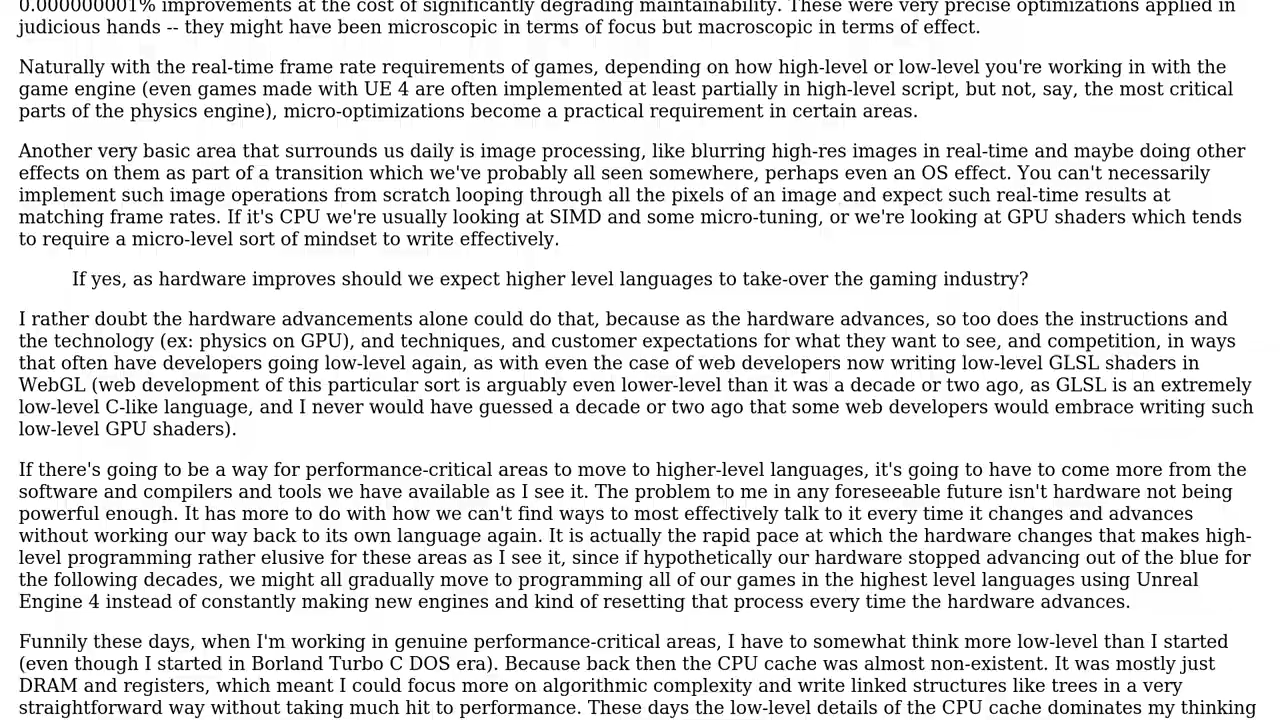 0.000000001% improvements at the cost of significantly degrading maintainability. These were very precise optimizations applied in
judicious hands -- they might have been microscopic in terms of focus but macroscopic in terms of effect.
Naturally with the real-time frame rate requirements of games, depending on how high-level or low-level you're working in with the
game engine (even games made with UE 4 are often implemented at least partially in high-level script, but not, say, the most critical
parts of the physics engine), micro-optimizations become a practical requirement in certain areas.
Another very basic area that surrounds us daily is image processing, like blurring high-res images in real-time and maybe doing other
effects on them as part of a transition which we've probably all seen somewhere, perhaps even an OS effect. You can't necessarily
implement such image operations from scratch looping through all the pixels of an image and expect such real-time results at
matching frame rates. If it's CPU we're usually looking at SIMD and some micro-tuning, or we're looking at GPU shaders which tends
to require a micro-level sort of mindset to write effectively.
If yes, as hardware improves should we expect higher level languages to take-over the gaming industry?
I rather doubt the hardware advancements alone could do that, because as the hardware advances, so too does the instructions and
the technology (ex: physics on GPU), and techniques, and customer expectations for what they want to see, and competition, in ways
that often have developers going low-level again, as with even the case of web developers now writing low-level GLSL shaders in
WebGL (web development of this particular sort is arguably even lower-level than it was a decade or two ago, as GLSL is an extremely
low-level C-like language, and I never would have guessed a decade or two ago that some web developers would embrace writing such
low-level GPU shaders).
If there's going to be a way for performance-critical areas to move to higher-level languages, it's going to have to come more from the
software and compilers and tools we have available as I see it. The problem to me in any foreseeable future isn't hardware not being
powerful enough. It has more to do with how we can't find ways to most effectively talk to it every time it changes and advances
without working our way back to its own language again. It is actually the rapid pace at which the hardware changes that makes high-
level programming rather elusive for these areas as I see it, since if hypothetically our hardware stopped advancing out of the blue for
the following decades, we might all gradually move to programming all of our games in the highest level languages using Unreal
Engine 4 instead of constantly making new engines and kind of resetting that process every time the hardware advances.
Funnily these days, when I'm working in genuine performance-critical areas, I have to somewhat think more low-level than I started
(even though I started in Borland Turbo C DOS era). Because back then the CPU cache was almost non-existent. It was mostly just
DRAM and registers, which meant I could focus more on algorithmic complexity and write linked structures like trees in a very
straightforward way without taking much hit to performance. These days the low-level details of the CPU cache dominates my thinking